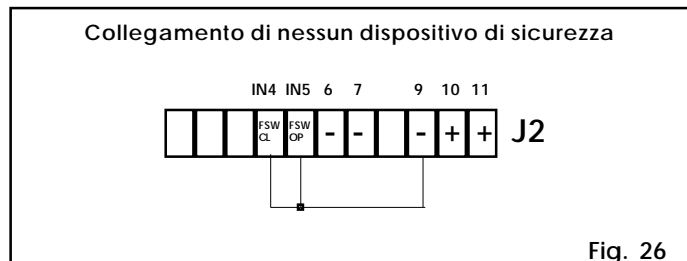 Collegamento di nessun dispositivo di sicurezza
IN4 IN5 6 7 9 10 11
FSW CL FSW OP - - - + + J2
Fig. 26